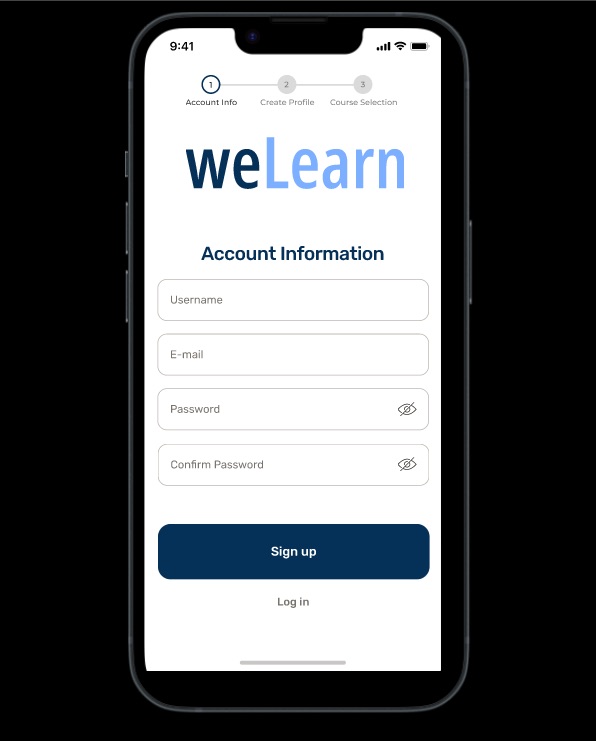 9:41
1 2 3
Account Info Create Profile Course Selection
weLearn
Account Information
Username
E-mail
Password
Confirm Password
Sign up
Log in